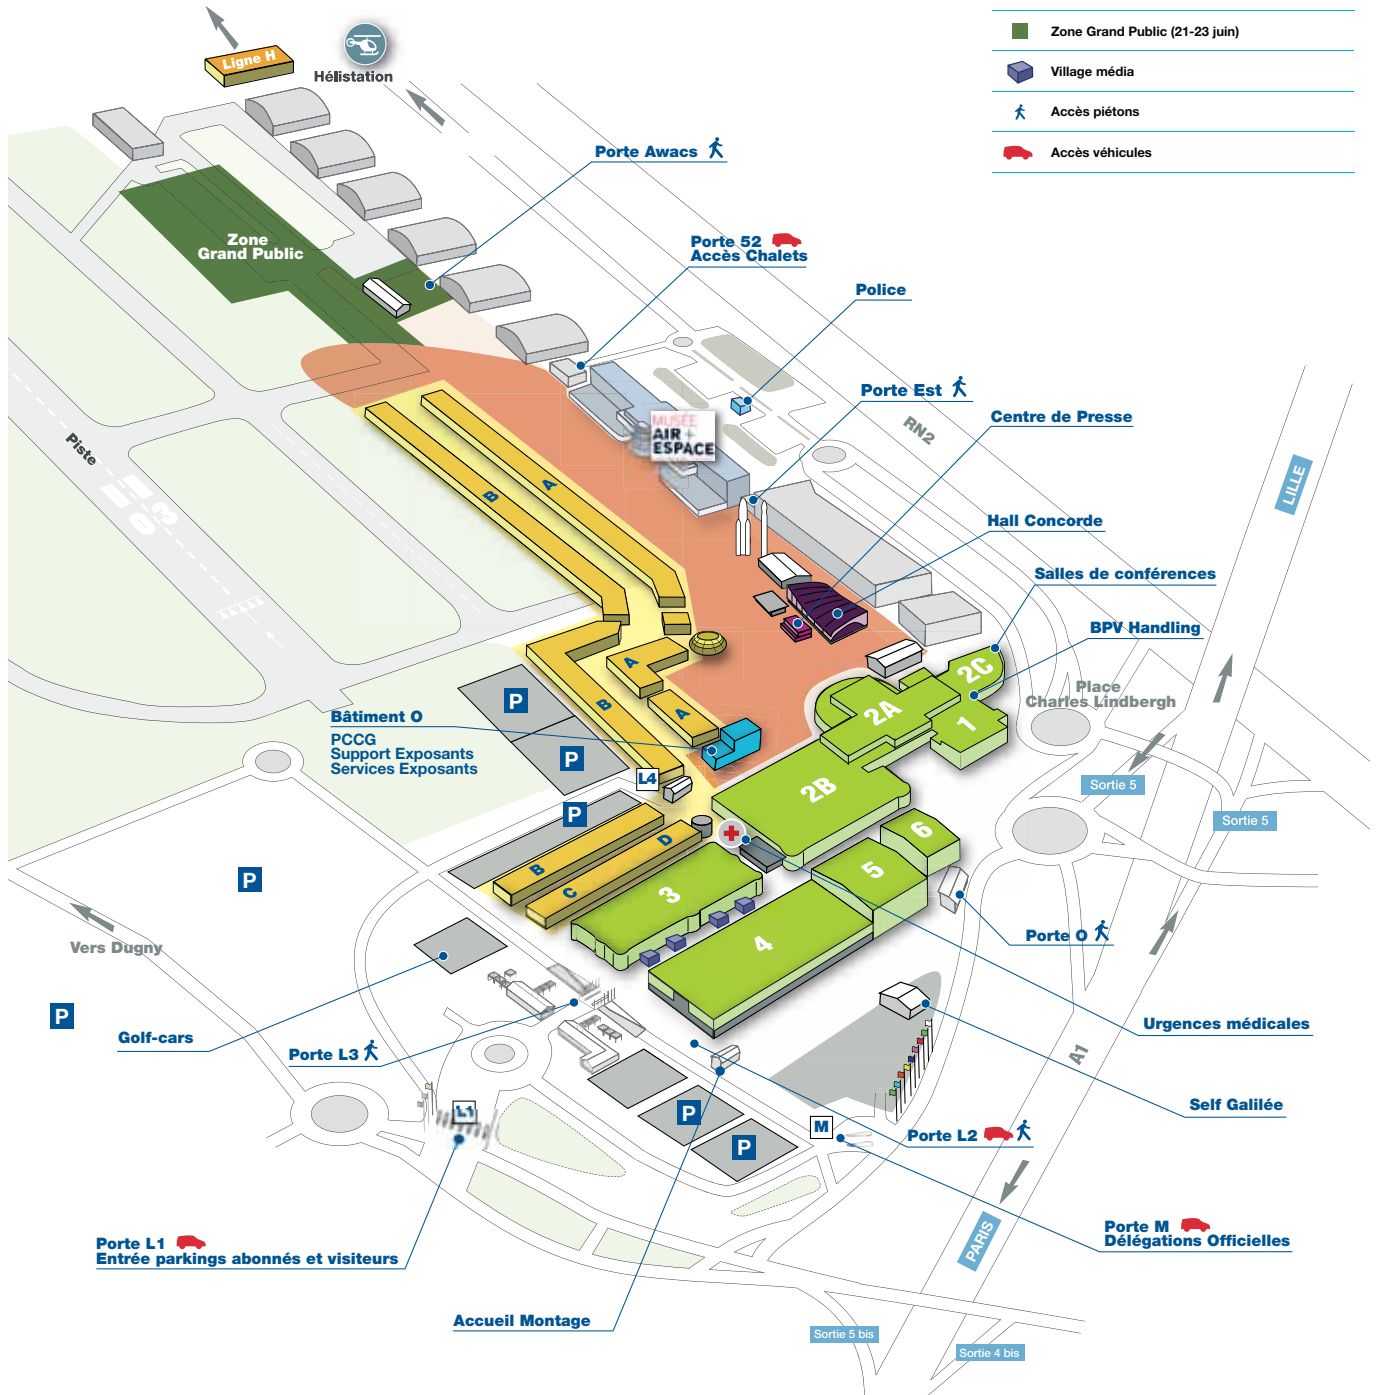 Zone Grand Public (21-23 juin)
Village média
Accès piétons
Accès véhicules
Ligne H
Hélistation
Porte Awacs
Zone
Grand Public
Porte 52
Accès Chalets
Police
Porte Est
RN2
Centre de Presse
MUSÉE
AIR +
ESPACE
Piste
03
LILLE
A
B
Hall Concorde
Salles de conférences
BPV Handling
2C
A
Place
Charles Lindbergh
2A
1
P
B
A
Bâtiment O
PCCG
Support Exposants
Services Exposants
P
L4
2B
Sortie 5
Sortie 5
P
6
D
B
C
3
5
P
4
Vers Dugny
Porte O
P
Golf-cars
Porte L3
Urgences médicales
A1
Self Galilée
L1
P
M
P
Porte L2
Porte L1
Entrée parkings abonnés et visiteurs
PARIS
Porte M
Délégations Officielles
Accueil Montage
Sortie 5 bis
Sortie 4 bis